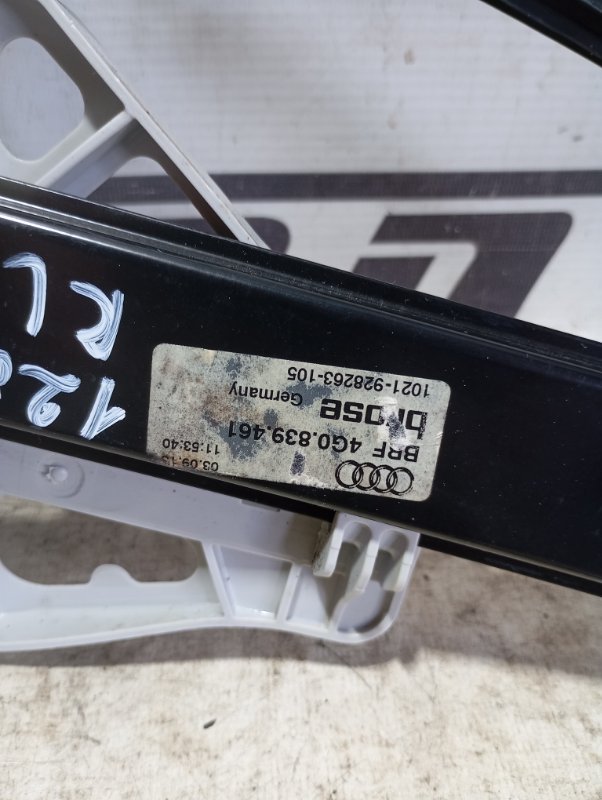 BRF 4G0.839.461
11:53:40
brose
Germany
1021-928263-105
RL